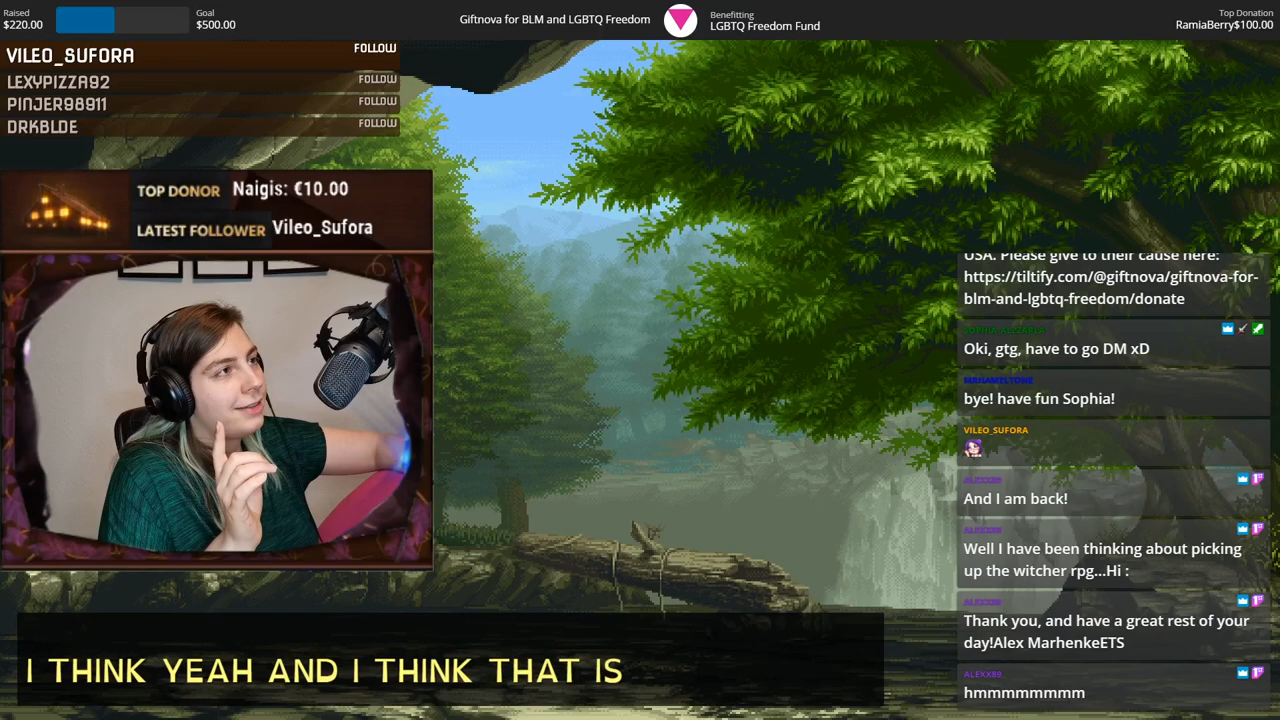 Raised
$220.00
Goal
$500.00
Giftnova for BLM and LGBTQ Freedom
Benefitting
LGBTQ Freedom Fund
Top Donation
RamiaBerry$100.00
VILEO_SUFORA FOLLOW
LEXYPIZZA92 FOLLOW
PINJER98911 FOLLOW
DRKBLDE FOLLOW
TOP DONOR Naigis: €10.00
LATEST FOLLOWER Vileo_Sufora
USA. Please give to their cause here:
https://tiltify.com/@giftnova/giftnova-for-
blm-and-lgbtq-freedom/donate
Oki, gtg, have to go DM xD
MRHAMELTONE
bye! have fun Sophia!
VILEO_SUFORA
ALEXX89
And I am back!
ALEXX89
Well I have been thinking about picking
up the witcher rpg...Hi :
ALEXX89
Thank you, and have a great rest of your
day!Alex MarhenkeETS
ALEXX89
hmmmmmmmm
I THINK YEAH AND I THINK THAT IS